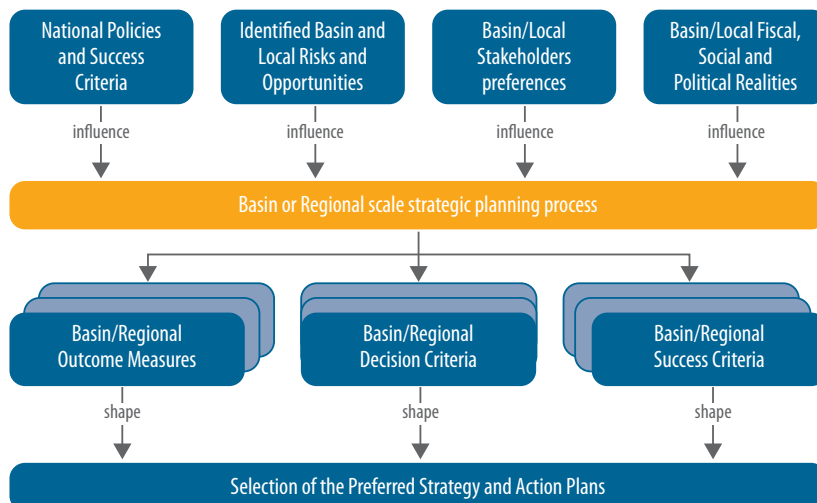 National Policies
and Success
Criteria
Identified Basin and
Local Risks and
Opportunities
Basin/Local
Stakeholders
preferences
Basin/Local Fiscal,
Social and
Political Realities
influence
influence
influence
influence
Basin or Regional scale strategic planning process
Basin/Regional
Outcome Measures
Basin/Regional
Decision Criteria
Basin/Regional
Success Criteria
shape
shape
shape
Selection of the Preferred Strategy and Action Plans